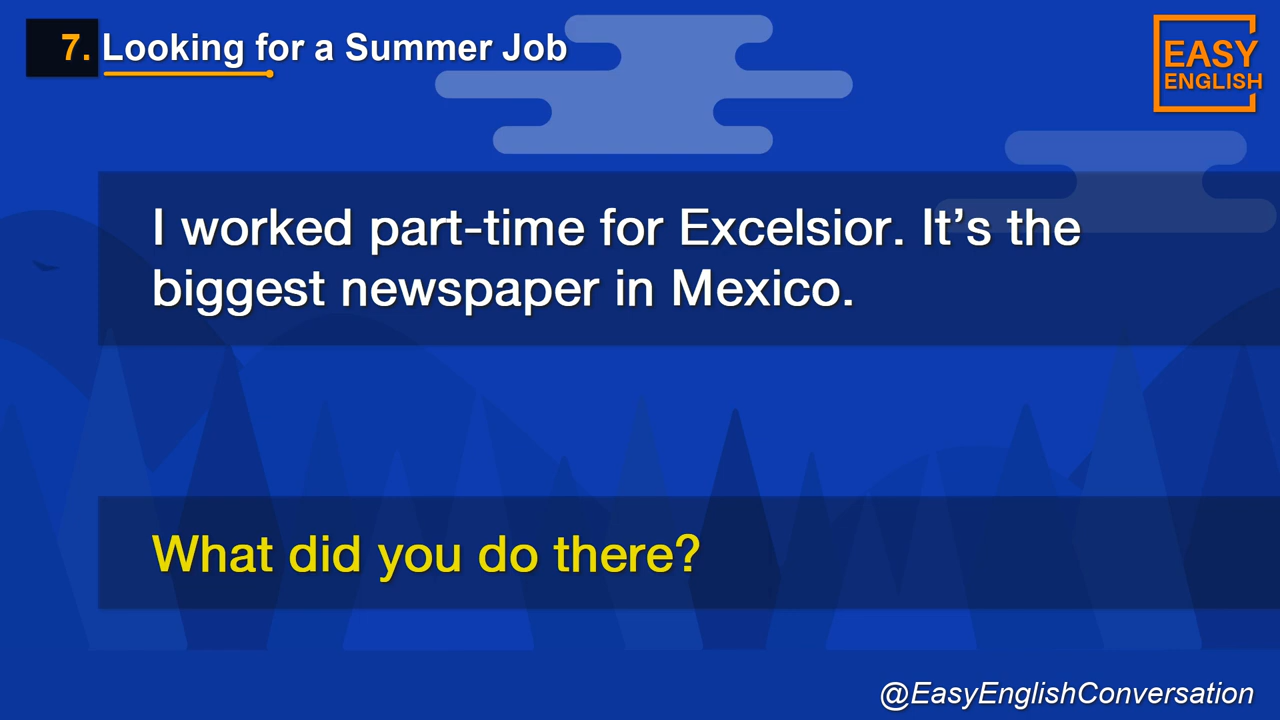 7. Looking for a Summer Job
EASY
ENGLISH
I worked part-time for Excelsior. It’s the
biggest newspaper in Mexico.
What did you do there?
@EasyEnglishConversation